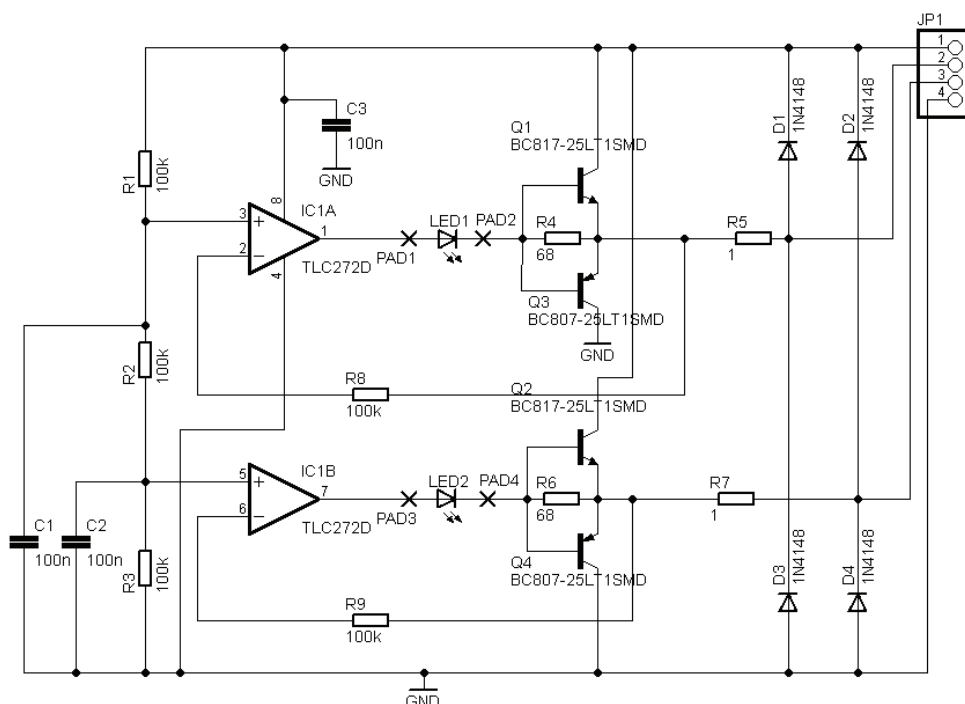 JP1
1
2
3
4
C3
100n
GND
Q1
BC817-25LT1SMD
D1
1N4148
D2
1N4148
R1
100k
8
IC1A
3
+
1
2
−
TLC272D
4
PAD1
LED1
PAD2
R4
68
R5
1
Q3
BC807-25LT1SMD
GND
R2
100k
R8
100k
Q2
BC817-25LT1SMD
IC1B
5
+
7
6
−
TLC272D
PAD3
LED2
PAD4
R6
68
R7
1
C1
100n
C2
100n
R3
100k
Q4
BC807-25LT1SMD
D3
1N4148
D4
1N4148
R9
100k
GND